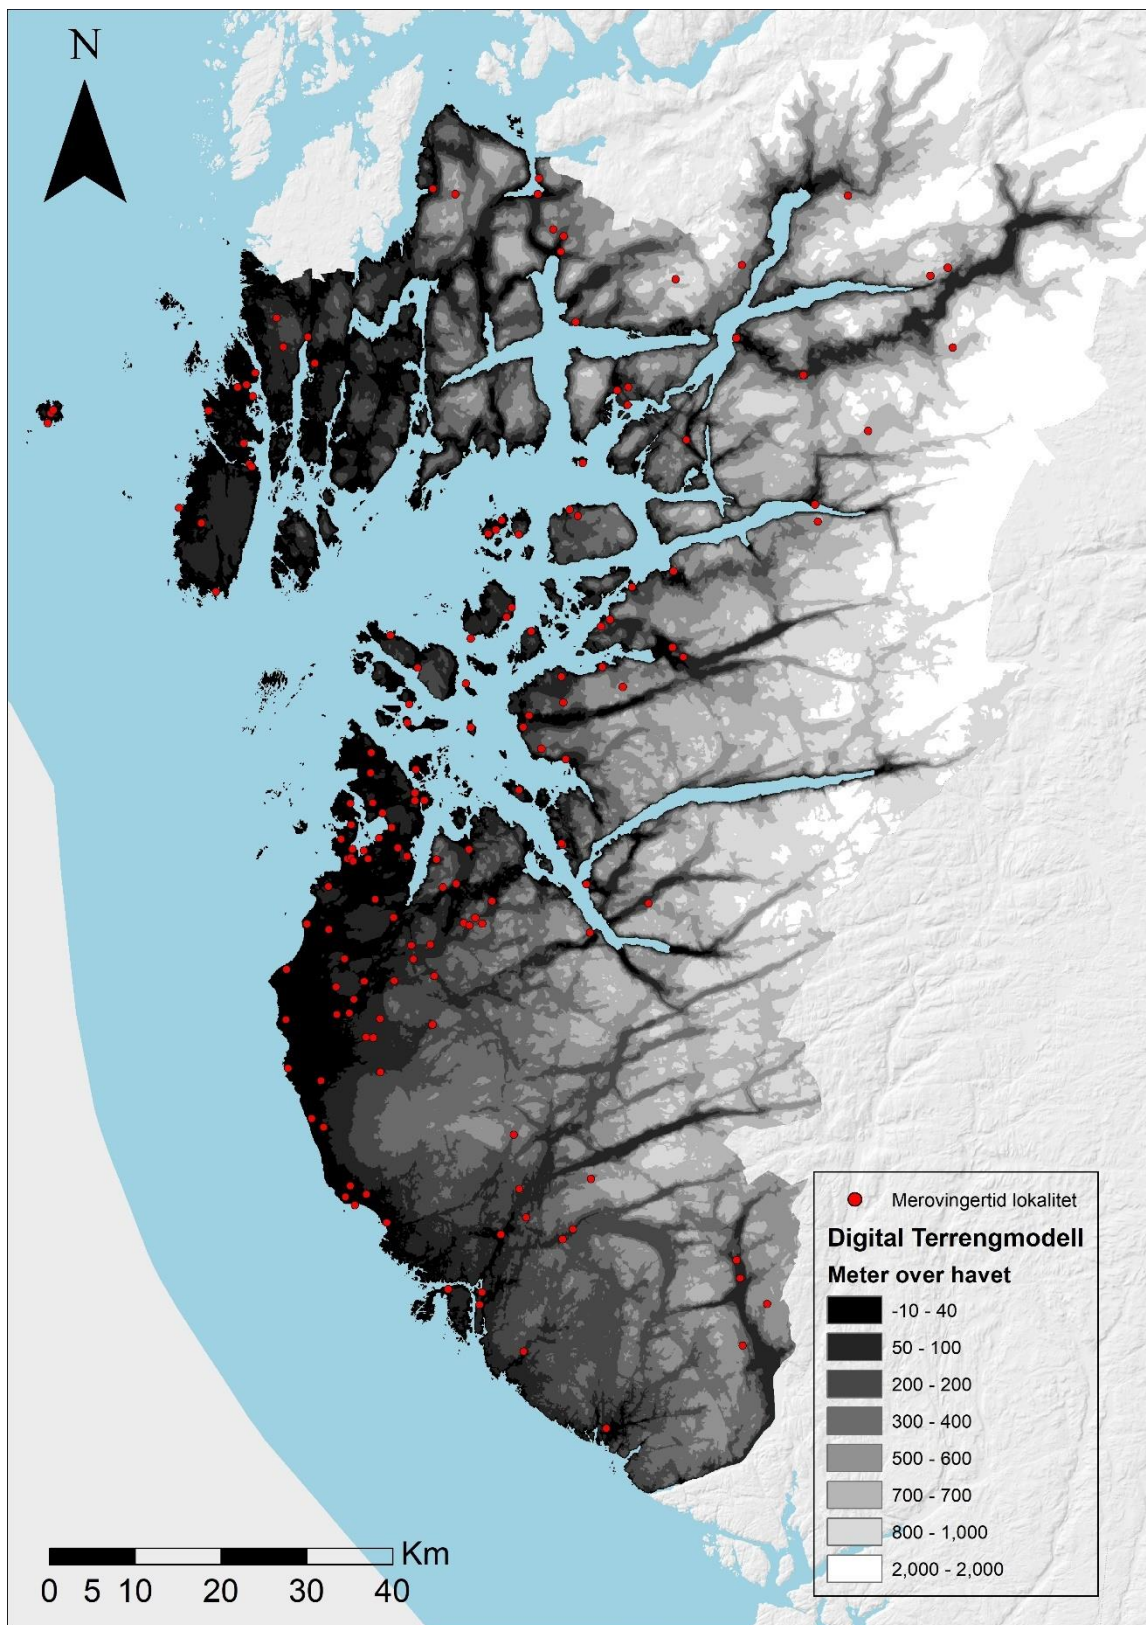 N
Merovingertid lokalitet
Digital Terrengmodell
Meter over havet
-10 - 40
50 - 100
200 - 200
300 - 400
500 - 600
700 - 700
800 - 1,000
2,000 - 2,000
Km
0 5 10 20 30 40